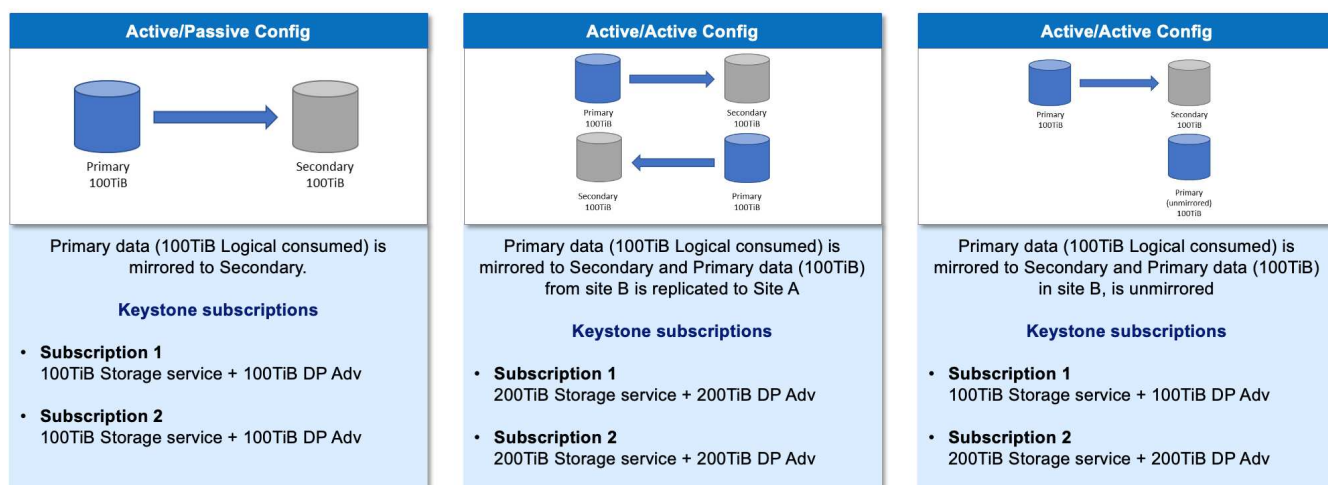 Active/Passive Config
Primary
100TiB
Secondary
100TiB
Primary data (100TiB Logical consumed) is
mirrored to Secondary.
Keystone subscriptions
• Subscription 1
100TiB Storage service + 100TiB DP Adv
• Subscription 2
100TiB Storage service + 100TiB DP Adv
Active/Active Config
Primary
100TiB
Secondary
100TiB
Secondary
100TiB
Primary
100TiB
Primary data (100TiB Logical consumed) is
mirrored to Secondary and Primary data (100TiB)
from site B is replicated to Site A
Keystone subscriptions
• Subscription 1
200TiB Storage service + 200TiB DP Adv
• Subscription 2
200TiB Storage service + 200TiB DP Adv
Active/Active Config
Primary
100TiB
Secondary
100TiB
Primary
(unmirrored)
100TiB
Primary data (100TiB Logical consumed) is
mirrored to Secondary and Primary data (100TiB)
in site B, is unmirrored
Keystone subscriptions
• Subscription 1
100TiB Storage service + 100TiB DP Adv
• Subscription 2
200TiB Storage service + 200TiB DP Adv